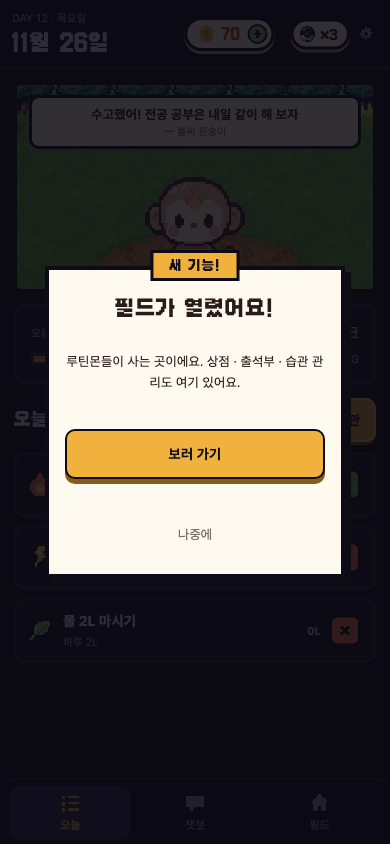 DAY 12 · 목요일
11월 26일
70
×3
수고했어! 전공 공부은 내일 같이 해 보자
— 불씨 원숭이
새 기능!
필드가 열렸어요!
루틴몬들이 사는 곳이에요. 상점 · 출석부 · 습관 관
리도 여기 있어요.
보러 가기
나중에
오늘
물 2L 마시기
하루 2L
0L
오늘
챗봇
필드